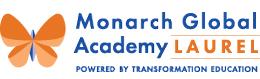 Monarch Global
Academy LAUREL
POWERED BY TRANSFORMATION EDUCATION